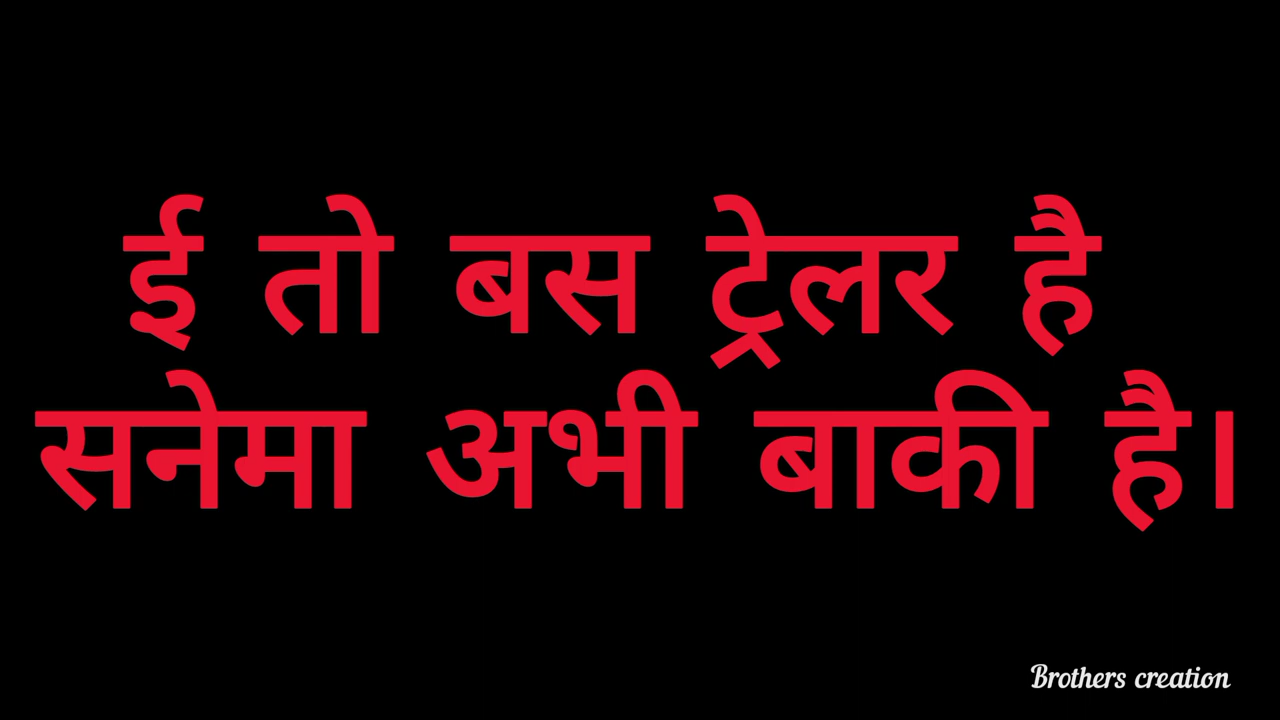 ई तो बस ट्रेलर है
सनेमा अभी बाकी है।
Brothers creation